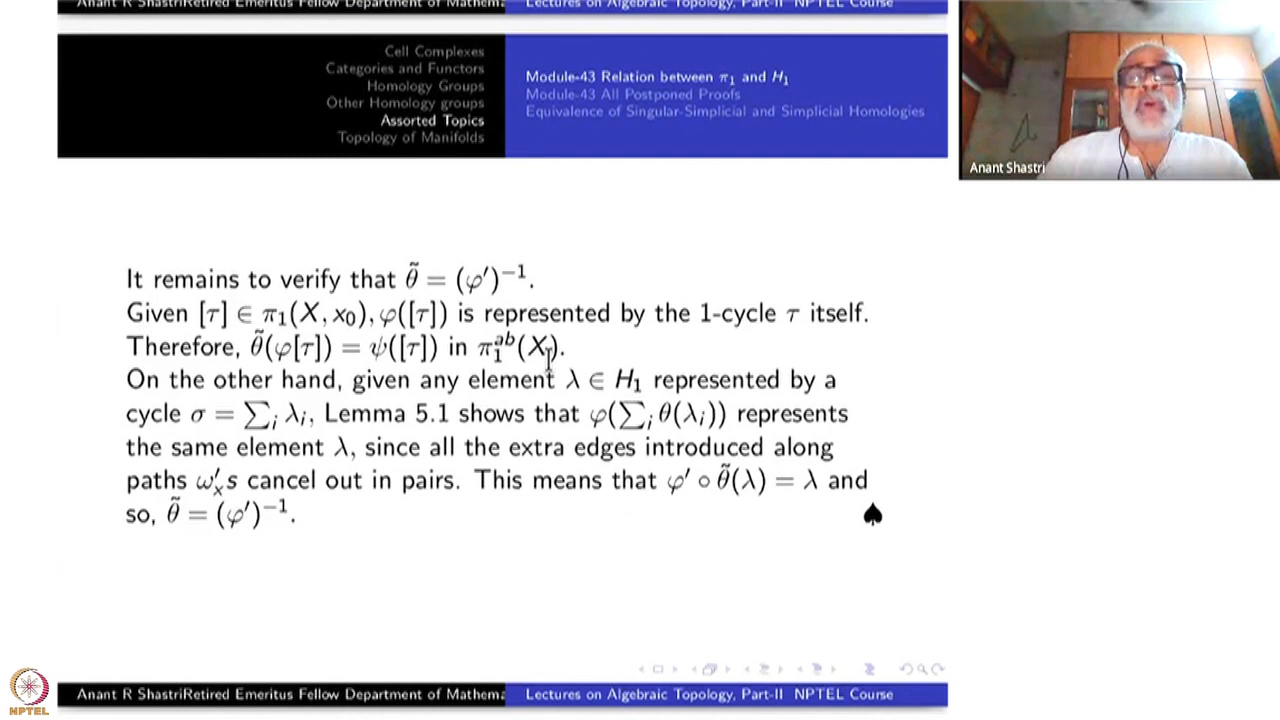 Anant R ShastriRetired Emeritus Fellow Department of Mathema Lectures on Algebraic Topology, Part-II NPTEL Course
Cell Complexes
Categories and Functors
Homology Groups
Other Homology groups
Assorted Topics
Topology of Manifolds
Module-43 Relation between π₁ and H₁
Module-43 All Postponed Proofs
Equivalence of Singular-Simplicial and Simplicial Homologies
Anant Shastri
It remains to verify that θ̃ = (φ′)⁻¹.
Given [τ] ∈ π₁(X, x₀), φ([τ]) is represented by the 1-cycle τ itself.
Therefore, θ̃(φ[τ]) = ψ([τ]) in π₁ᵃᵇ(X).
On the other hand, given any element λ ∈ H₁ represented by a
cycle σ = ∑ᵢ λᵢ, Lemma 5.1 shows that φ(∑ᵢ θ(λᵢ)) represents
the same element λ, since all the extra edges introduced along
paths ω′ₓs cancel out in pairs. This means that φ′ ∘ θ̃(λ) = λ and
so, θ̃ = (φ′)⁻¹. ♠
Anant R ShastriRetired Emeritus Fellow Department of Mathema Lectures on Algebraic Topology, Part-II NPTEL Course
NPTEL